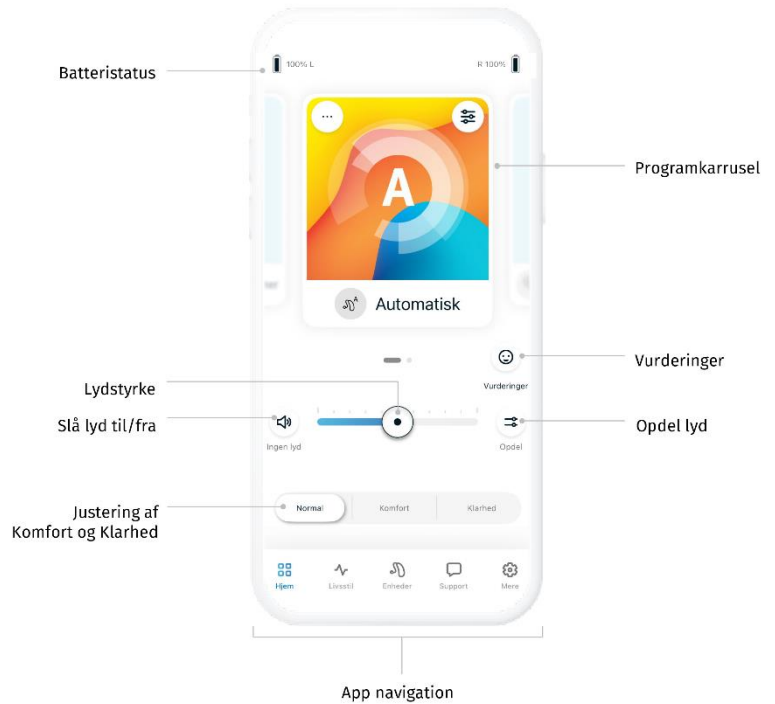 100% L
R 100%
Batteristatus
...
A
Programkarrusel
A
Automatisk
Vurderinger
Vurderinger
Lydstyrke
Slå lyd til/fra
Opdel lyd
Ingen lyd
Opdel
Justering af
Komfort og Klarhed
Normal
Komfort
Klarhed
Hjem
Livsstil
Enheder
Support
Mere
App navigation